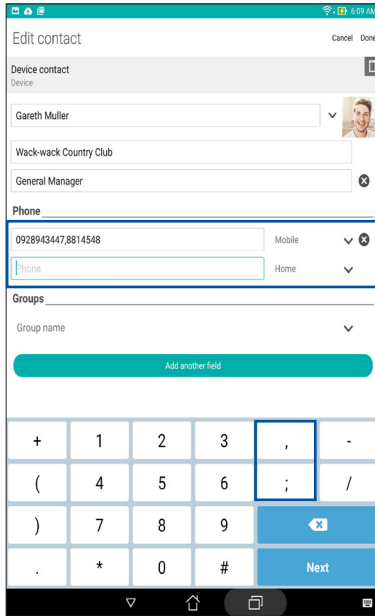 6:09 AM
Edit contact
Cancel Done
Device contact
Device
Gareth Muller
Wack-wack Country Club
General Manager
Phone
0928943447,8814548 Mobile
Phone Home
Groups
Group name
Add another field
+ 1 2 3 , -
( 4 5 6 ; /
) 7 8 9
. * 0 # Next